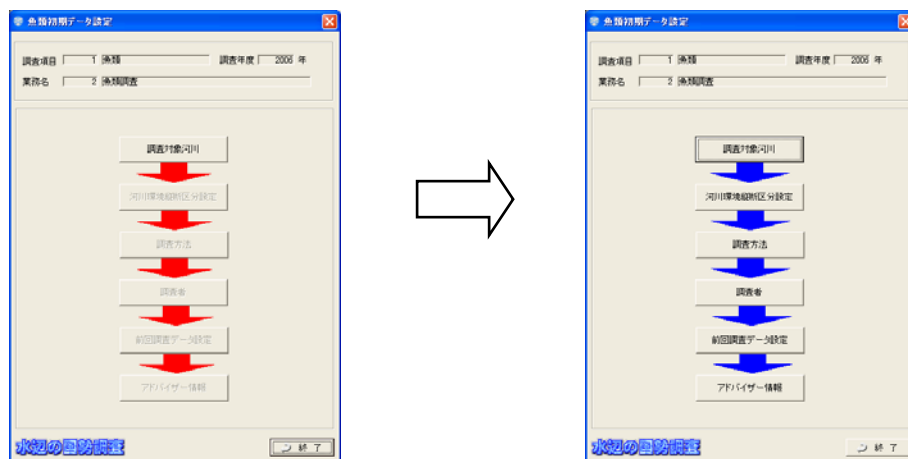 魚類初期データ設定
調査項目 1 魚類 調査年度 2006 年
業務名 2 魚類調査
調査対象河川
河川環境縦断区分設定
調査方法
調査者
前回調査データ設定
アドバイザー情報
水辺の国勢調査
終 了
魚類初期データ設定
調査項目 1 魚類 調査年度 2006 年
業務名 2 魚類調査
調査対象河川
河川環境縦断区分設定
調査方法
調査者
前回調査データ設定
アドバイザー情報
水辺の国勢調査
終 了